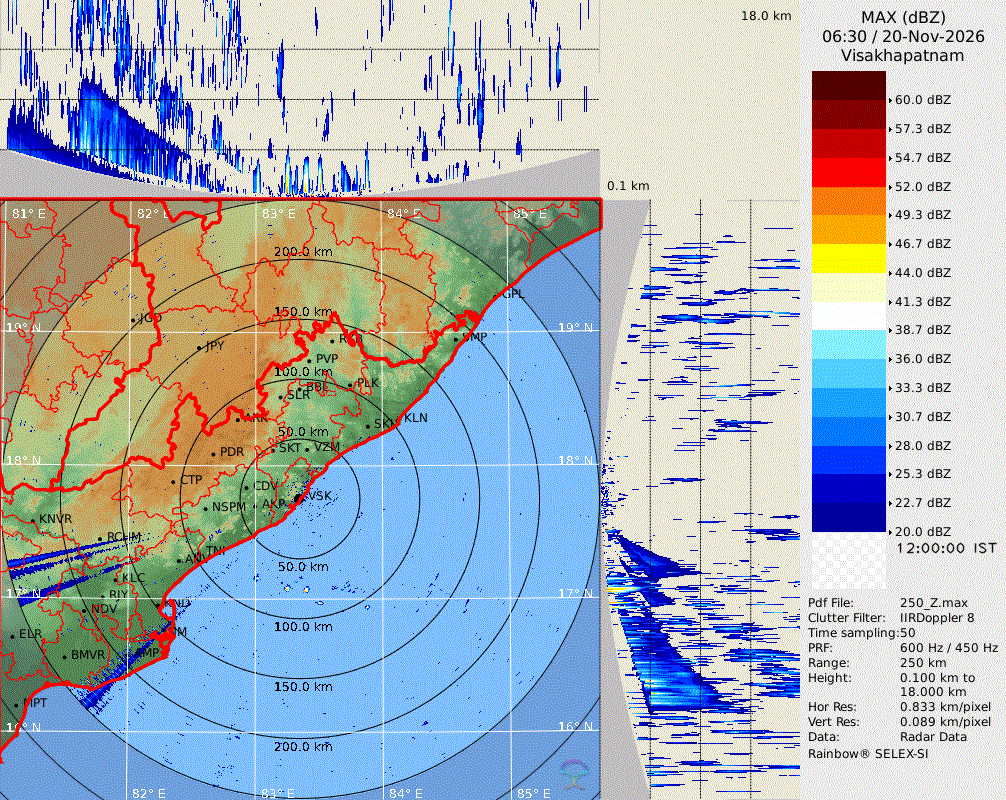 18.0 km
MAX (dBZ)
06:30 / 20-Nov-2026
Visakhapatnam
60.0 dBZ
57.3 dBZ
54.7 dBZ
52.0 dBZ
49.3 dBZ
46.7 dBZ
44.0 dBZ
41.3 dBZ
38.7 dBZ
36.0 dBZ
33.3 dBZ
30.7 dBZ
28.0 dBZ
25.3 dBZ
22.7 dBZ
20.0 dBZ
12:00:00 IST
0.1 km
81° E 82° E 83° E 84° E 85° E
200.0 km
GPL
150.0 km
JGD
19° N 19° N
JPY
PVP
100.0 km
BBL PLK
SLR
KLN
50.0 km
SKT VZM
PDR
18° N 18° N
CTP
CDV
VSK
NSPM AKP
KNVR
TNI
50.0 km
KLC
RJY
17° N 17° N
NDV
100.0 km
ELR
BMVR
150.0 km
MPT
16° N
200.0 km
82° E 83° E 84° E 85° E
Pdf File: 250_Z.max
Clutter Filter: IIRDoppler 8
Time sampling:50
PRF: 600 Hz / 450 Hz
Range: 250 km
Height: 0.100 km to
18.000 km
Hor Res: 0.833 km/pixel
Vert Res: 0.089 km/pixel
Data: Radar Data
Rainbow® SELEX-SI